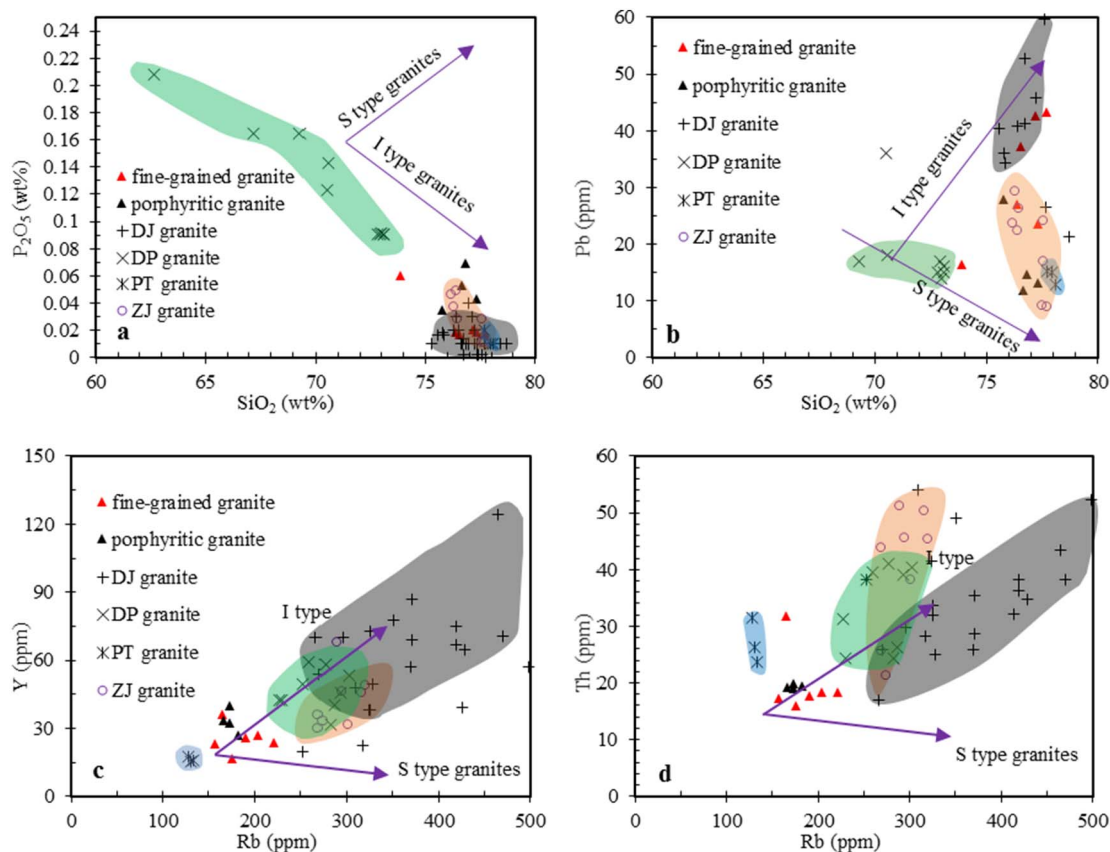 0.24
0.22
0.2
0.18
0.16
0.14
0.12
0.1
0.08
0.06
0.04
0.02
0
P₂O₅ (wt%)
S type granites
I type granites
fine-grained granite
porphyritic granite
DJ granite
DP granite
PT granite
ZJ granite
a
60 65 70 75 80
SiO₂ (wt%)
60
50
40
30
20
10
0
Pb (ppm)
fine-grained granite
porphyritic granite
DJ granite
DP granite
PT granite
ZJ granite
I type granites
S type granites
b
60 65 70 75 80
SiO₂ (wt%)
150
120
90
60
30
0
Y (ppm)
fine-grained granite
porphyritic granite
DJ granite
DP granite
PT granite
ZJ granite
I type
S type granites
c
0 100 200 300 400 500
Rb (ppm)
60
50
40
30
20
10
0
Th (ppm)
I type
S type granites
d
0 100 200 300 400 500
Rb (ppm)